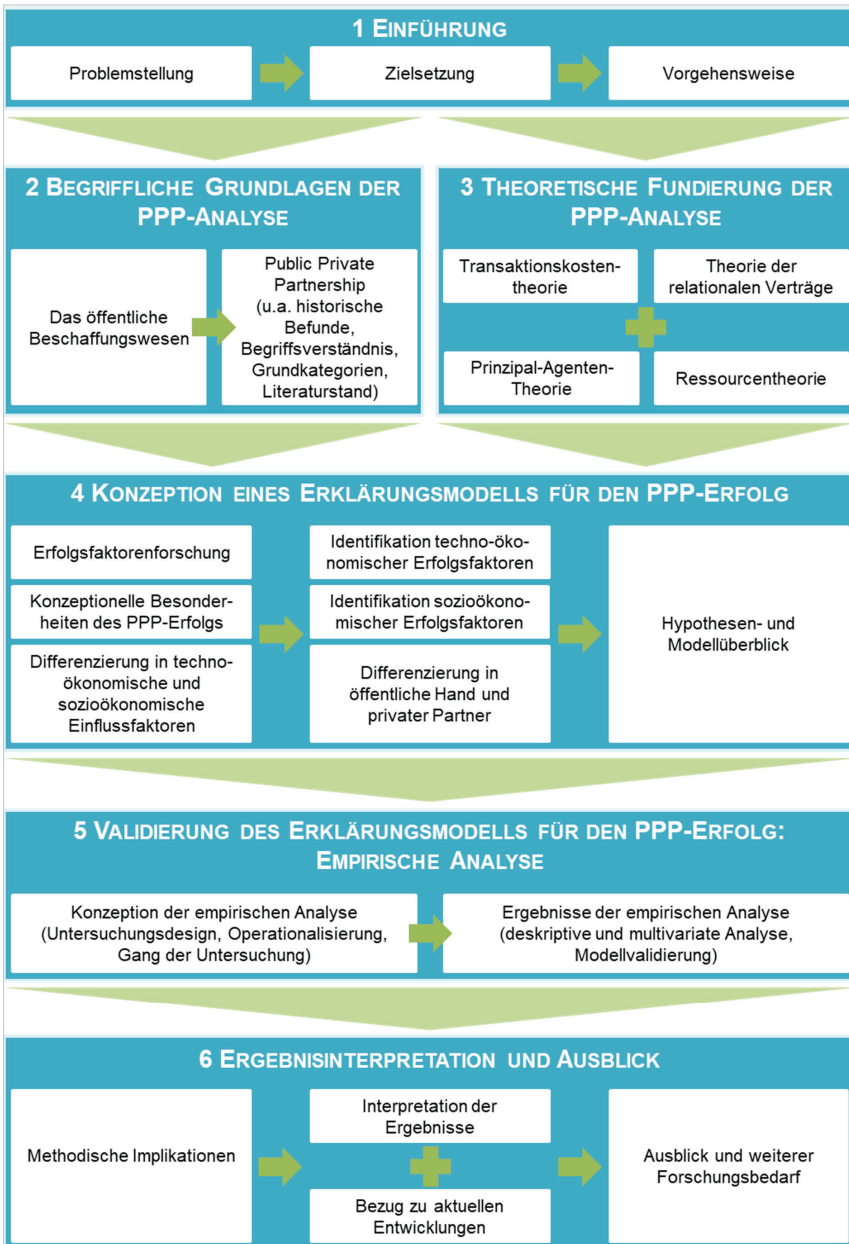 1 EINFÜHRUNG
Problemstellung
Zielsetzung
Vorgehensweise
2 BEGRIFFLICHE GRUNDLAGEN DER
PPP-ANALYSE
Das öffentliche
Beschaffungswesen
Public Private
Partnership
(u.a. historische
Befunde,
Begriffsverständnis,
Grundkategorien,
Literaturstand)
3 THEORETISCHE FUNDIERUNG DER
PPP-ANALYSE
Transaktionskosten-
theorie
Theorie der
relationalen Verträge
Prinzipal-Agenten-
Theorie
Ressourcentheorie
4 KONZEPTION EINES ERKLÄRUNGSMODELLS FÜR DEN PPP-ERFOLG
Erfolgsfaktorenforschung
Konzeptionelle Besonder-
heiten des PPP-Erfolgs
Differenzierung in techno-
ökonomische und
sozioökonomische
Einflussfaktoren
Identifikation techno-öko-
nomischer Erfolgsfaktoren
Identifikation sozioökono-
mischer Erfolgsfaktoren
Differenzierung in
öffentliche Hand und
privater Partner
Hypothesen- und
Modellüberblick
5 VALIDIERUNG DES ERKLÄRUNGSMODELLS FÜR DEN PPP-ERFOLG:
EMPIRISCHE ANALYSE
Konzeption der empirischen Analyse
(Untersuchungsdesign, Operationalisierung,
Gang der Untersuchung)
Ergebnisse der empirischen Analyse
(deskriptive und multivariate Analyse,
Modellvalidierung)
6 ERGEBNISINTERPRETATION UND AUSBLICK
Methodische Implikationen
Interpretation der
Ergebnisse
Bezug zu aktuellen
Entwicklungen
Ausblick und weiterer
Forschungsbedarf